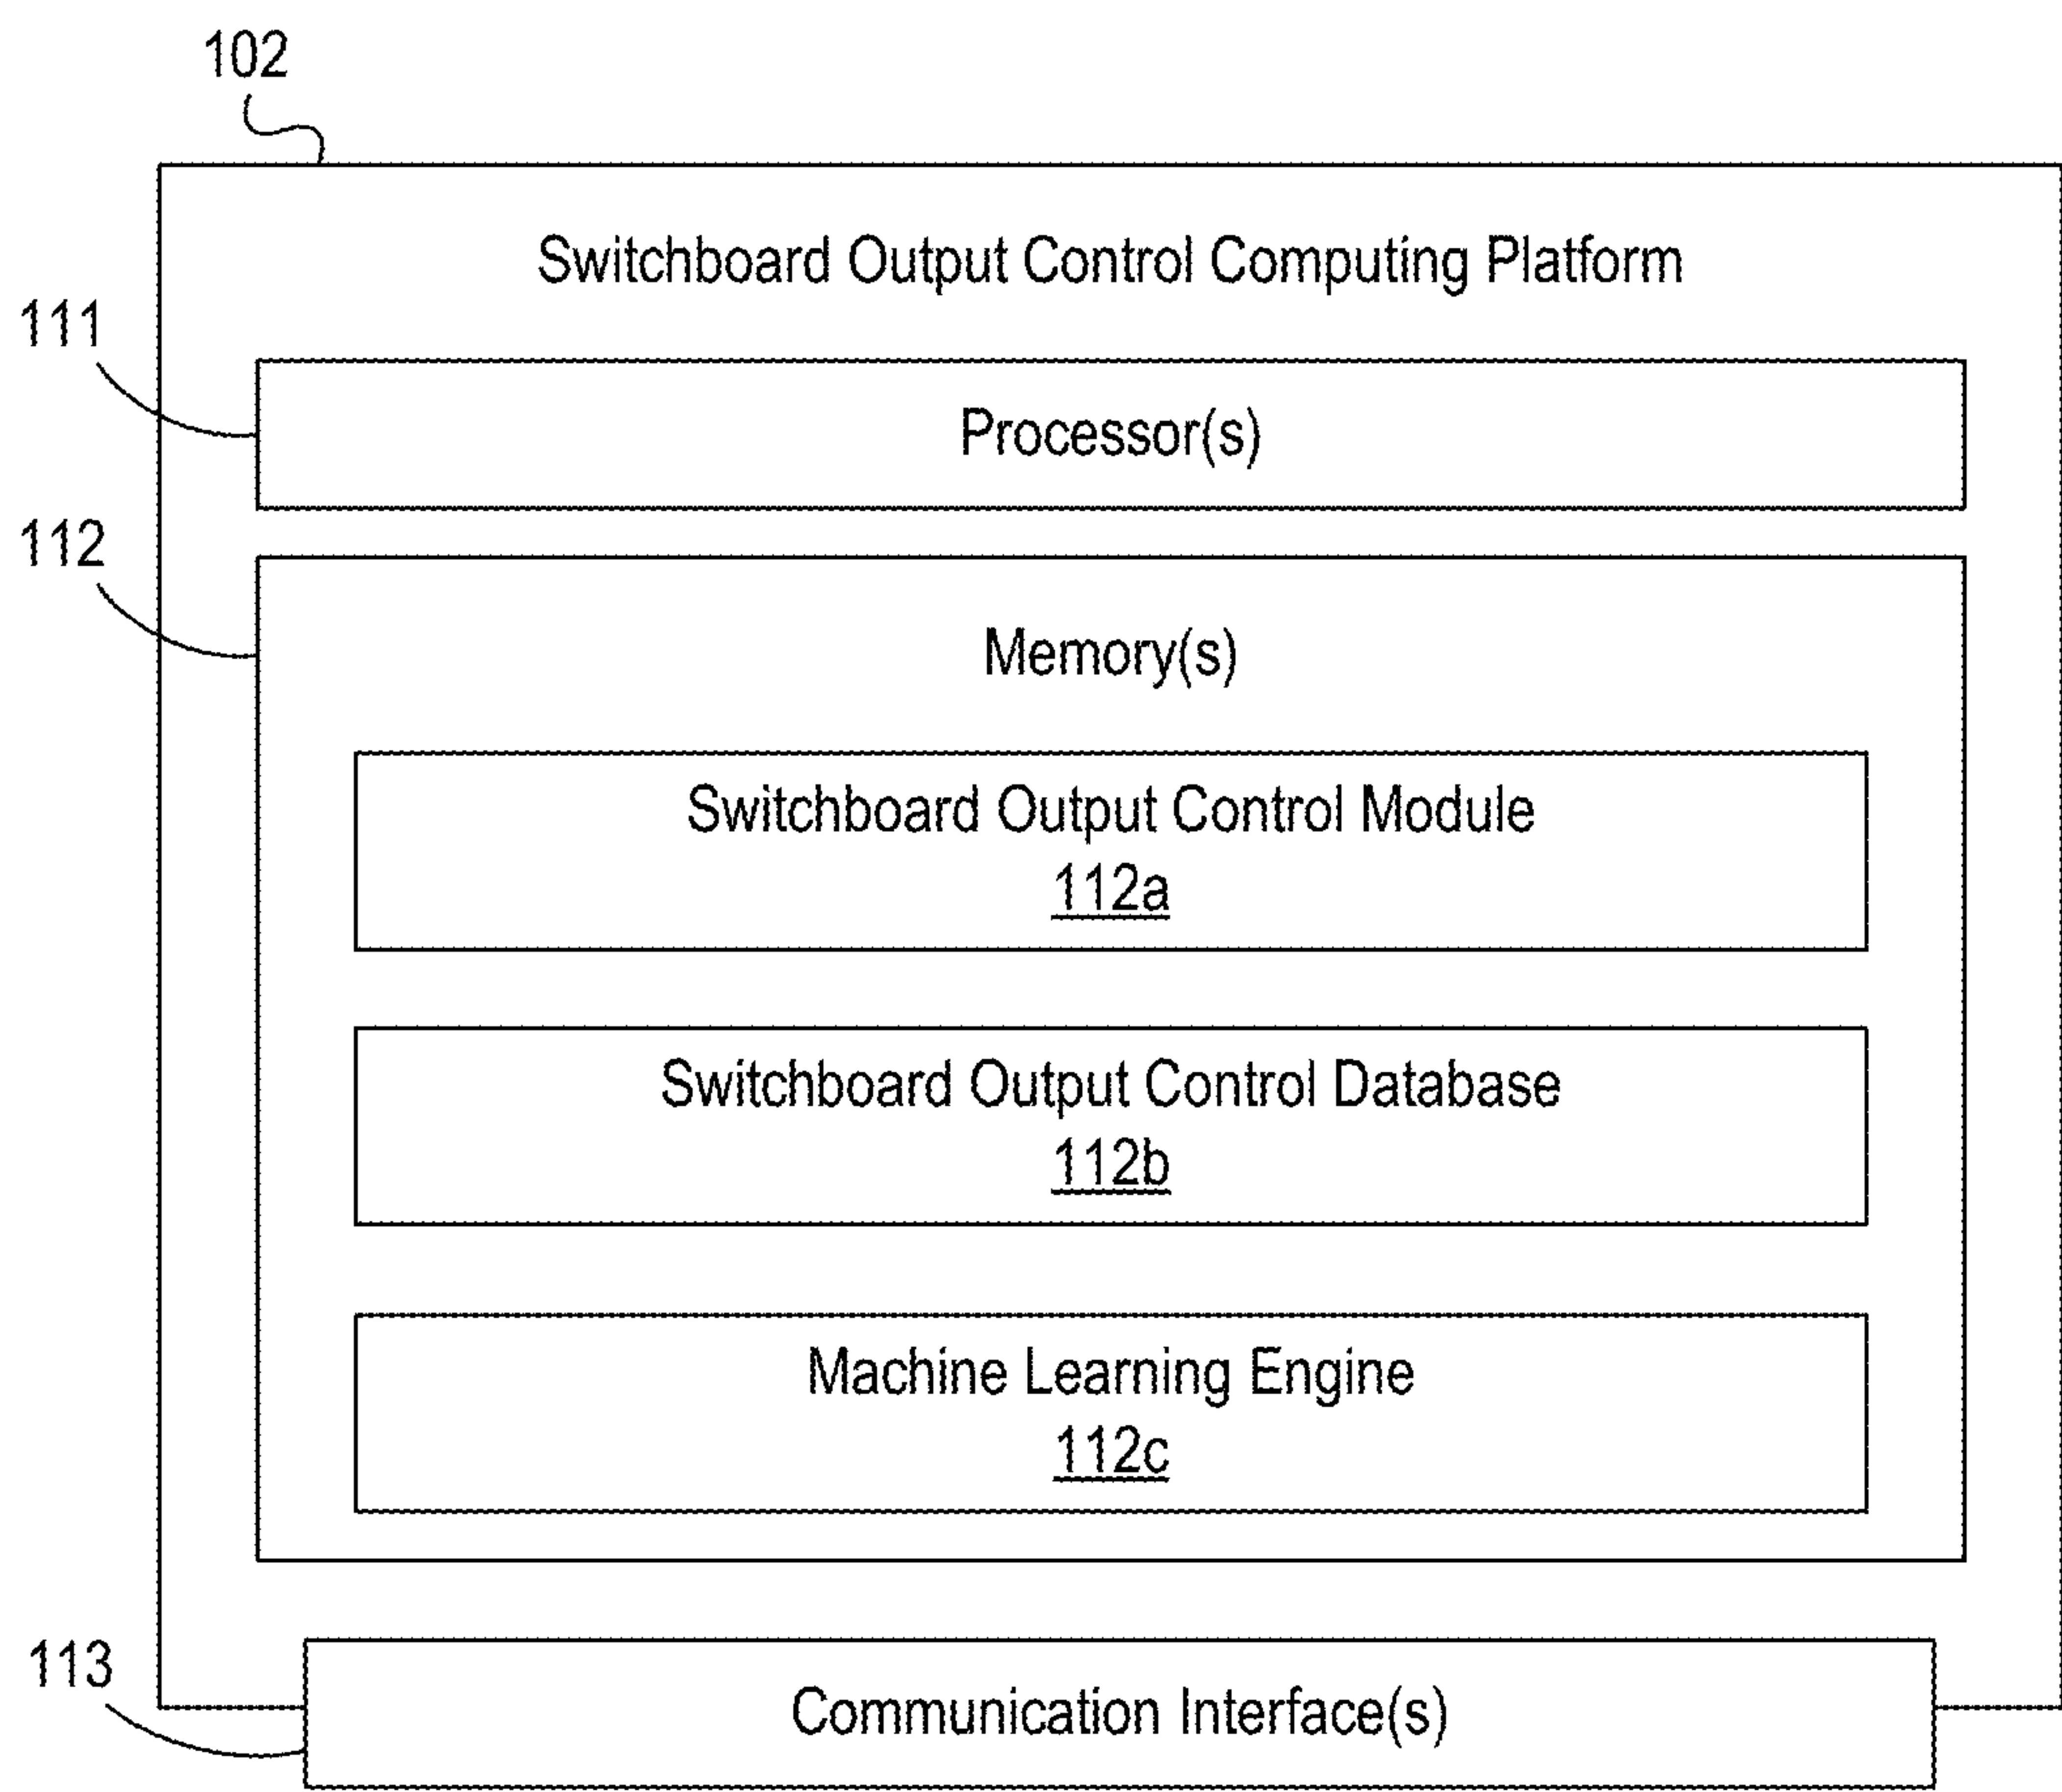 102
Switchboard Output Control Computing Platform
111
Processor(s)
112
Memory(s)
Switchboard Output Control Module
112a
Switchboard Output Control Database
112b
Machine Learning Engine
112c
113
Communication Interface(s)